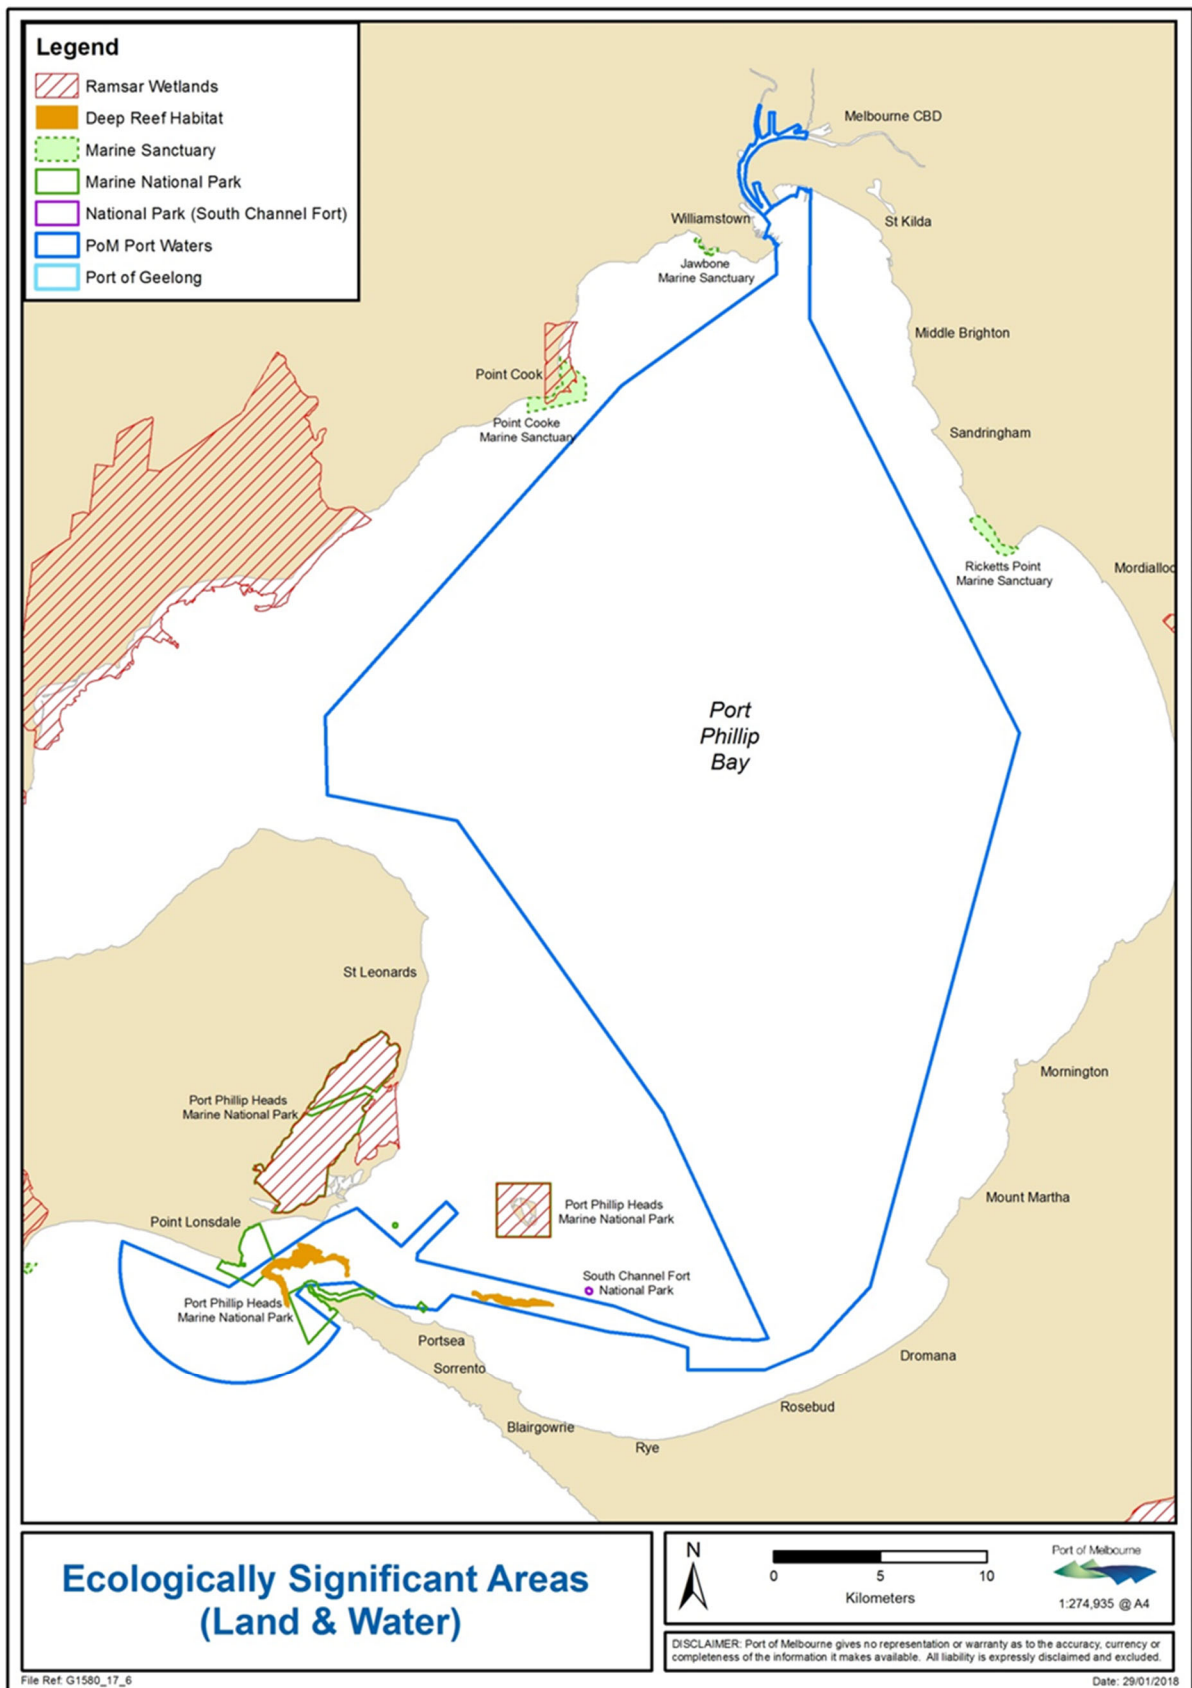 Legend
Ramsar Wetlands
Deep Reef Habitat
Marine Sanctuary
Marine National Park
National Park (South Channel Fort)
PoM Port Waters
Port of Geelong
Melbourne CBD
Williamstown
St Kilda
Jawbone
Marine Sanctuary
Middle Brighton
Point Cook
Point Cooke
Marine Sanctuary
Sandringham
Ricketts Point
Marine Sanctuary
Mordialloc
Port
Phillip
Bay
St Leonards
Mornington
Port Phillip Heads
Marine National Park
Mount Martha
Port Phillip Heads
Marine National Park
Point Lonsdale
South Channel Fort
National Park
Port Phillip Heads
Marine National Park
Portsea
Dromana
Sorrento
Rosebud
Blairgowrie
Rye
Ecologically Significant Areas
(Land & Water)
N
0 5 10
Kilometers
Port of Melbourne
1:274,935 @ A4
DISCLAIMER: Port of Melbourne gives no representation or warranty as to the accuracy, currency or
completeness of the information it makes available. All liability is expressly disclaimed and excluded.
File Ref: G1580_17_6
Date: 29/01/2018